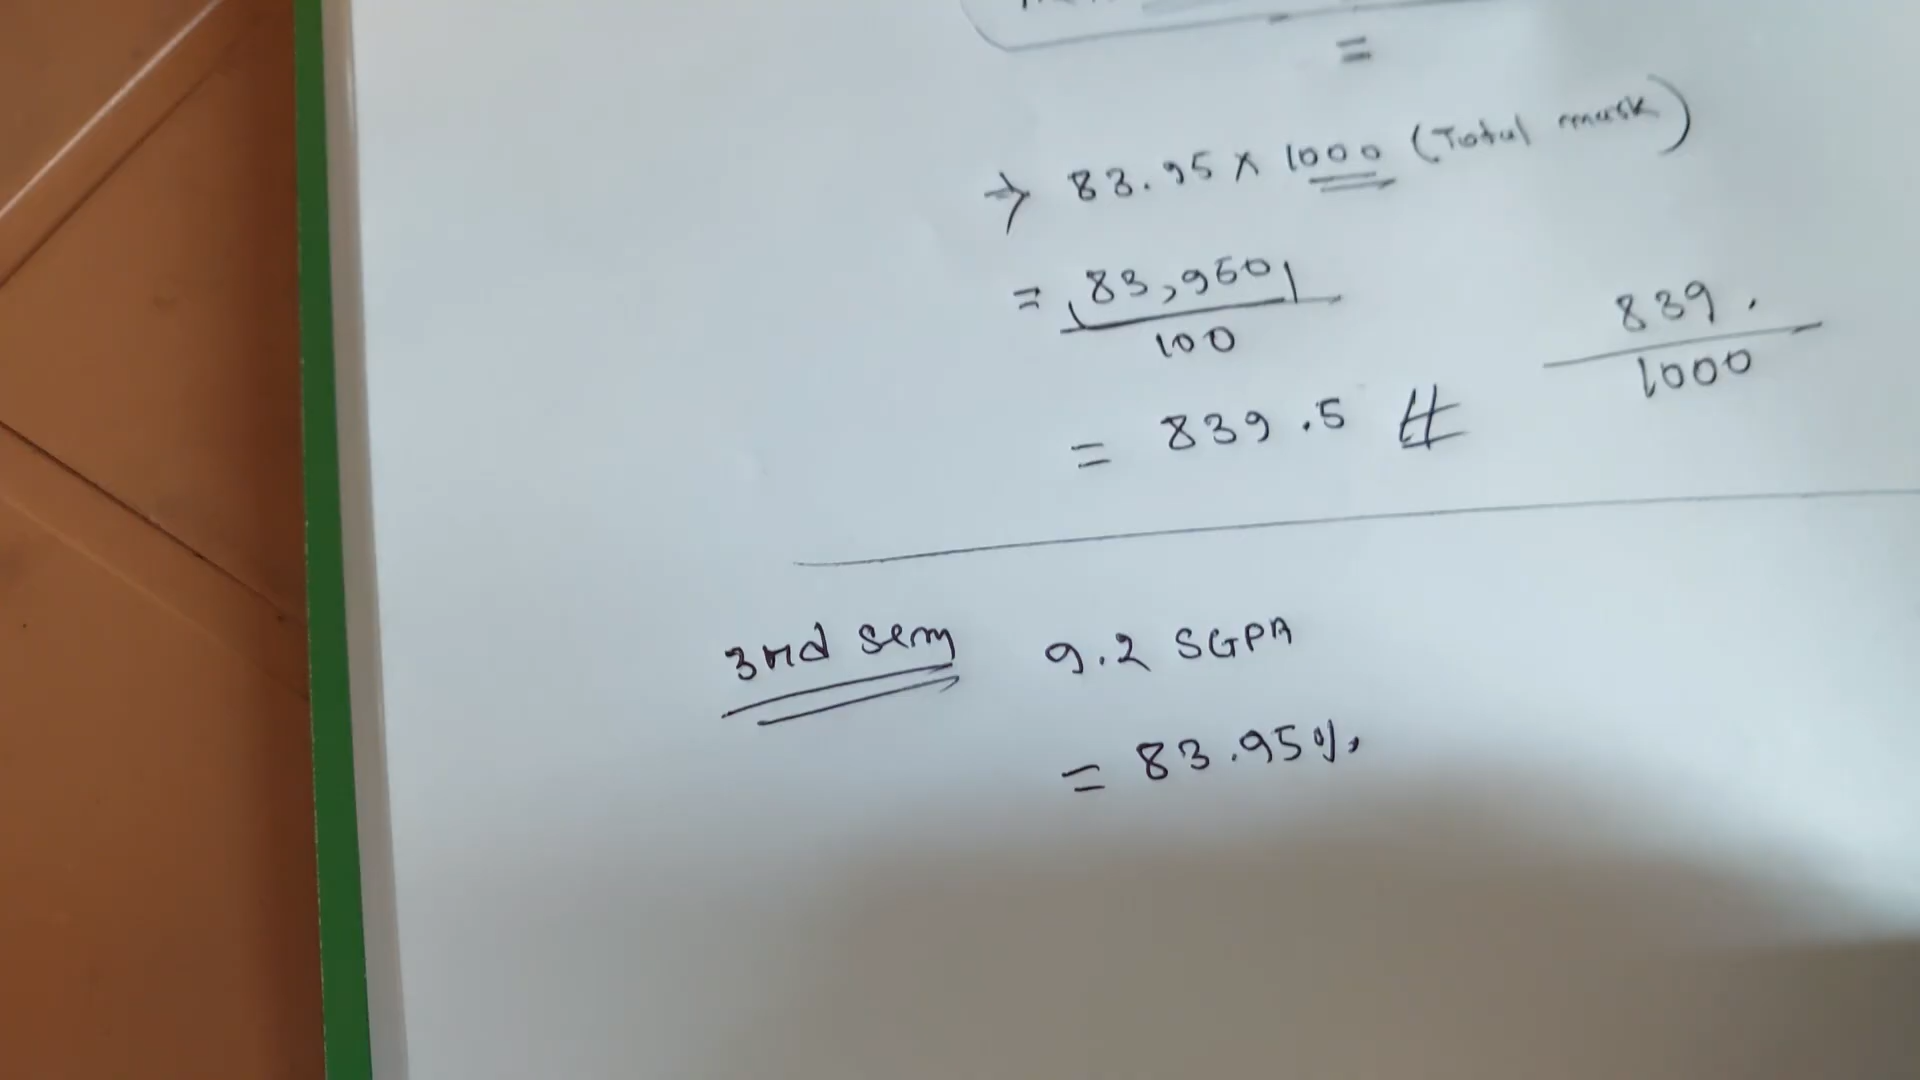 =
→ 83.95 × 1000 (Total mark)
= 83,950
100
= 839.5 #
839.
1000
3rd sem 9.2 SGPA
= 83.95%